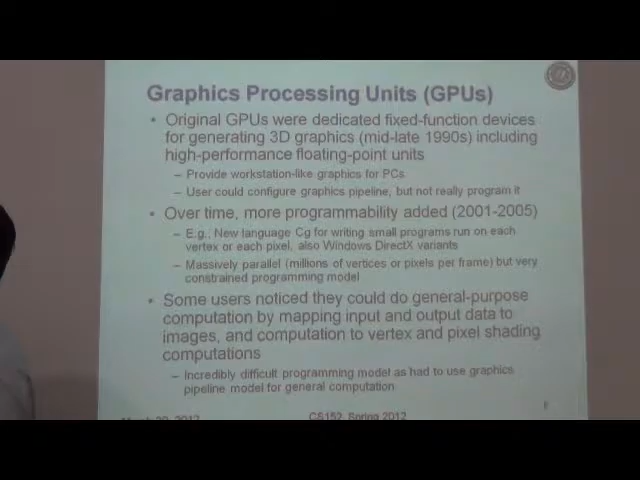 Graphics Processing Units (GPUs)
• Original GPUs were dedicated fixed-function devices
for generating 3D graphics (mid-late 1990s) including
high-performance floating-point units
– Provide workstation-like graphics for PCs
– User could configure graphics pipeline, but not really program it
• Over time, more programmability added (2001-2005)
– E.g., New language Cg for writing small programs run on each
vertex or each pixel, also Windows DirectX variants
– Massively parallel (millions of vertices or pixels per frame) but very
constrained programming model
• Some users noticed they could do general-purpose
computation by mapping input and output data to
images, and computation to vertex and pixel shading
computations
– Incredibly difficult programming model as had to use graphics
pipeline model for general computation
CS152, Spring 2012